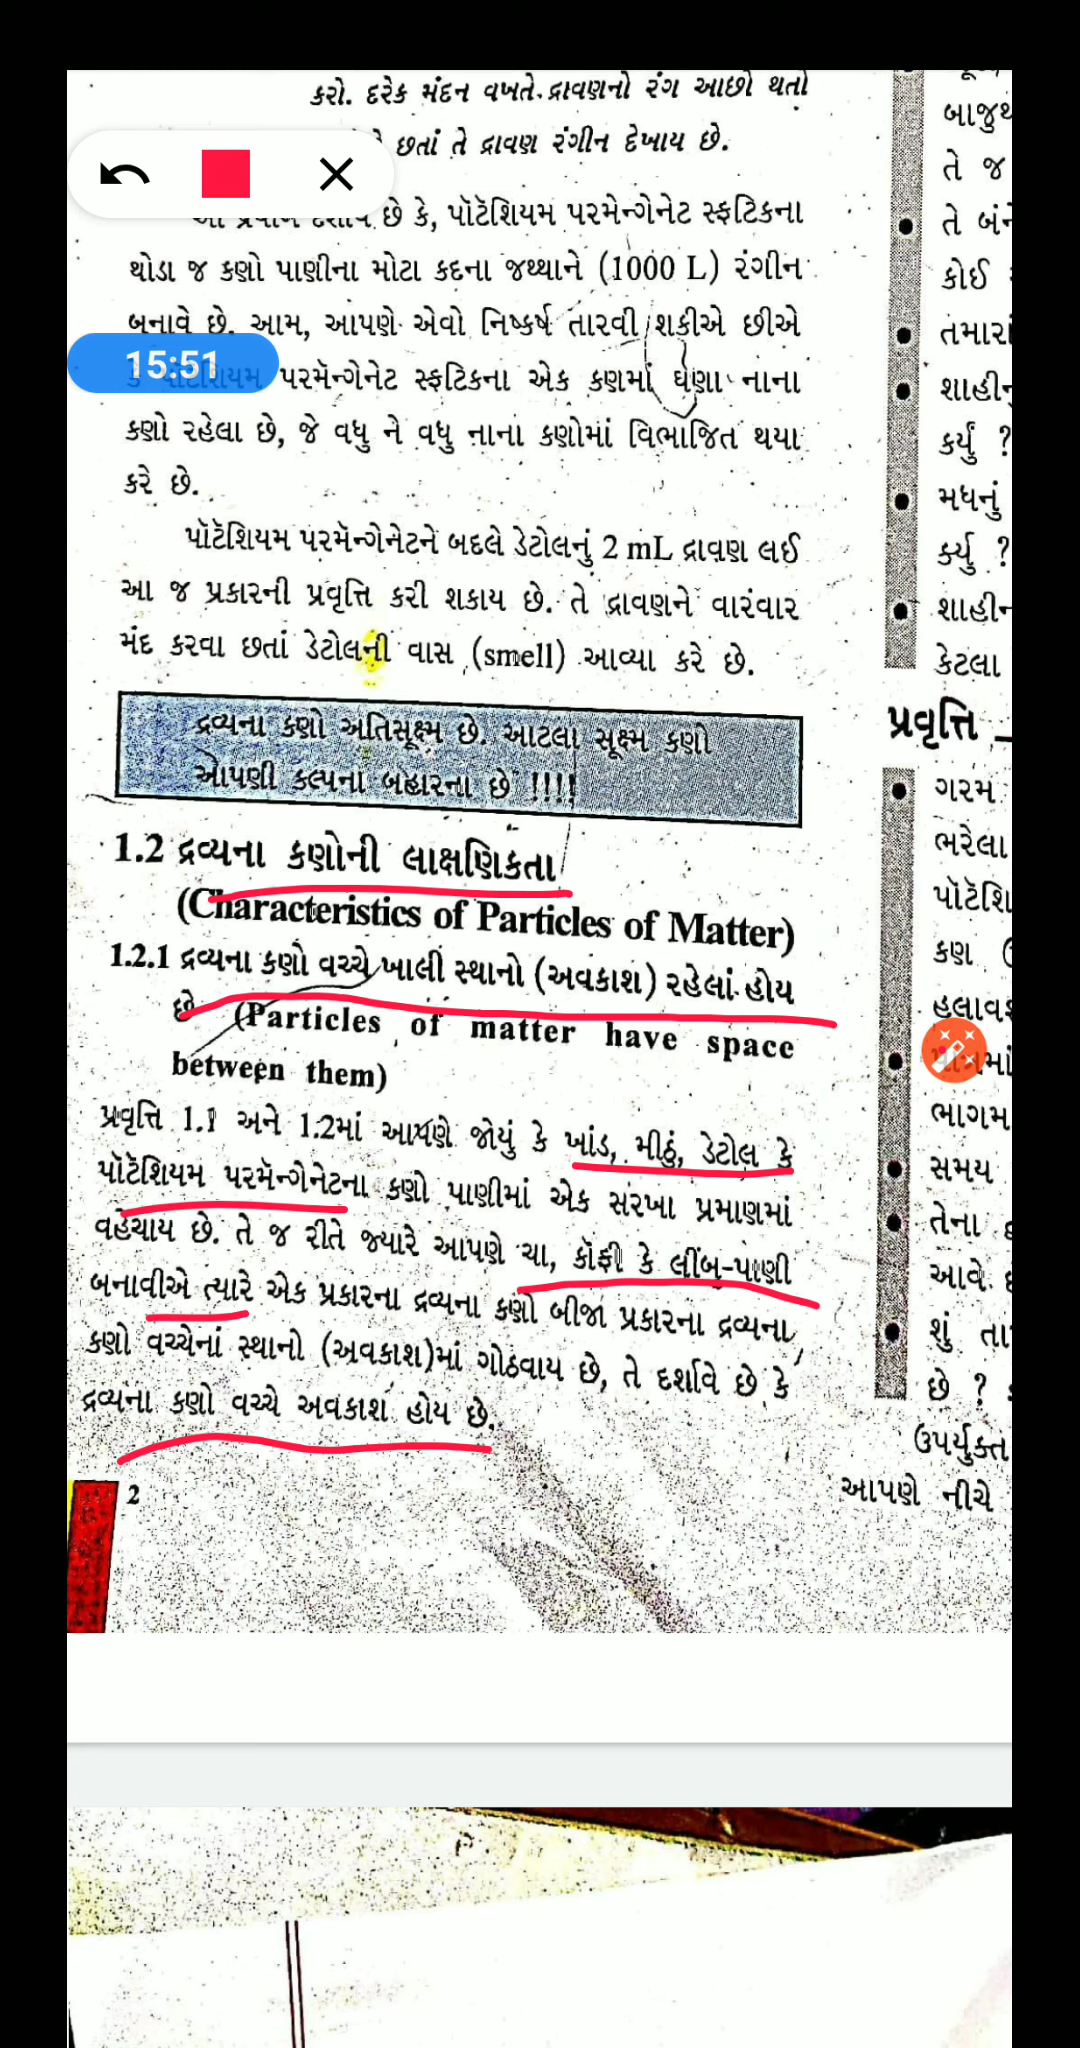 કરો. દરેક મંદન વખતે દ્રાવણનો રંગ આછો થતો
છતાં તે દ્રાવણ રંગીન દેખાય છે.
છે કે, પૉટૅશિયમ પરમેન્ગેનેટ સ્ફટિકના
થોડા જ કણો પાણીના મોટા કદના જથ્થાને (1000 L) રંગીન
બનાવે છે. આમ, આપણે એવો નિષ્કર્ષ તારવી શકીએ છીએ
15:51
કે પૉટૅશિયમ પરમૅન્ગેનેટ સ્ફટિકના એક કણમાં ઘણા નાના
કણો રહેલા છે, જે વધુ ને વધુ નાના કણોમાં વિભાજિત થયા
કરે છે.
પૉટૅશિયમ પરમૅન્ગેનેટને બદલે ડેટોલનું 2 mL દ્રાવણ લઈ
આ જ પ્રકારની પ્રવૃત્તિ કરી શકાય છે. તે દ્રાવણને વારંવાર
મંદ કરવા છતાં ડેટોલની વાસ (smell) આવ્યા કરે છે.
દ્રવ્યના કણો અતિસૂક્ષ્મ છે. આટલા સૂક્ષ્મ કણો
આપણી કલ્પના બહારના છે !!!!
1.2 દ્રવ્યના કણોની લાક્ષણિકતા
(Characteristics of Particles of Matter)
1.2.1 દ્રવ્યના કણો વચ્ચે ખાલી સ્થાનો (અવકાશ) રહેલાં હોય
છે (Particles of matter have space
between them)
પ્રવૃત્તિ 1.1 અને 1.2માં આપણે જોયું કે ખાંડ, મીઠું, ડેટોલ કે
પૉટૅશિયમ પરમૅન્ગેનેટના કણો પાણીમાં એક સરખા પ્રમાણમાં
વહેંચાય છે. તે જ રીતે જ્યારે આપણે ચા, કૉફી કે લીંબુ-પાણી
બનાવીએ ત્યારે એક પ્રકારના દ્રવ્યના કણો બીજા પ્રકારના દ્રવ્યના
કણો વચ્ચેનાં સ્થાનો (અવકાશ)માં ગોઠવાય છે, તે દર્શાવે છે કે
દ્રવ્યના કણો વચ્ચે અવકાશ હોય છે.
2
બાજુથ
તે જ
તે બંન
કોઈ
તમારાં
શાહીનુ
કર્યું ?
મધનું
કર્યુ ?
શાહીન
કેટલા
પ્રવૃત્તિ
ગરમ
ભરેલા
પૉટૅશિ
કણ
હલાવશ
ભાગમ
સમય
તેના
આવે.
શું તા
છે ?
ઉપર્યુક્ત
આપણે નીચે